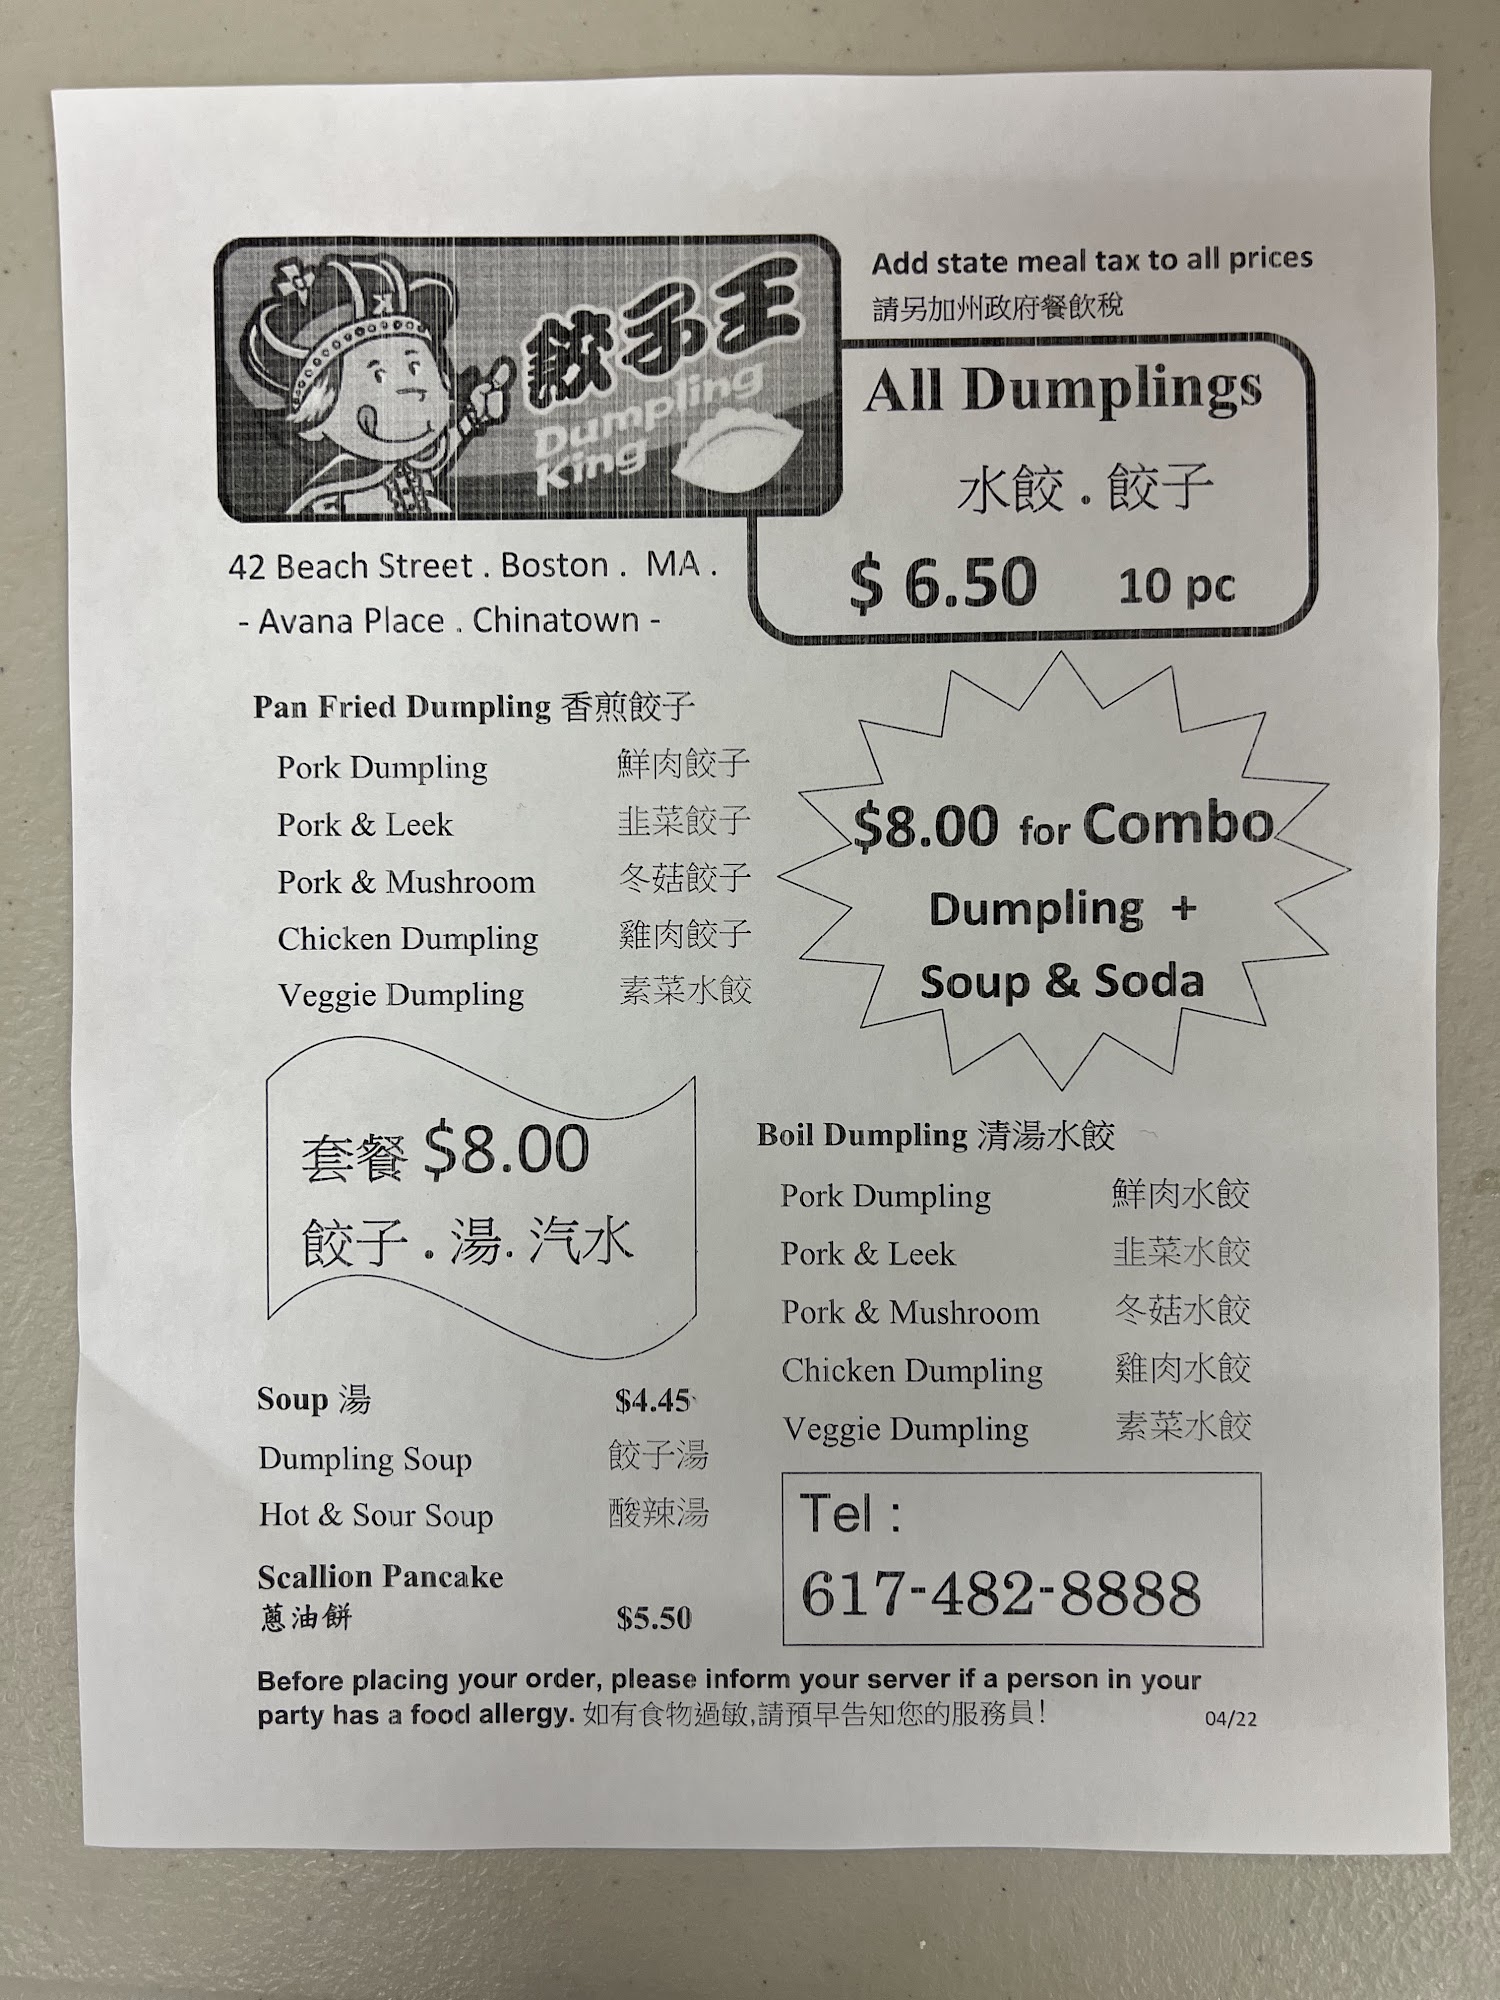 餃子王
Dumpling
King
Add state meal tax to all prices
請另加州政府餐飲稅
All Dumplings
水餃 . 餃子
$ 6.50 10 pc
42 Beach Street . Boston . MA .
- Avana Place . Chinatown -
Pan Fried Dumpling 香煎餃子
Pork Dumpling 鮮肉餃子
Pork & Leek 韭菜餃子
Pork & Mushroom 冬菇餃子
Chicken Dumpling 雞肉餃子
Veggie Dumpling 素菜水餃
$8.00 for Combo
Dumpling +
Soup & Soda
套餐 $8.00
餃子 . 湯. 汽水
Boil Dumpling 清湯水餃
Pork Dumpling 鮮肉水餃
Pork & Leek 韭菜水餃
Pork & Mushroom 冬菇水餃
Chicken Dumpling 雞肉水餃
Veggie Dumpling 素菜水餃
Soup 湯 $4.45
Dumpling Soup 餃子湯
Hot & Sour Soup 酸辣湯
Scallion Pancake
蔥油餅 $5.50
Tel :
617-482-8888
Before placing your order, please inform your server if a person in your
party has a food allergy. 如有食物過敏,請預早告知您的服務員!
04/22